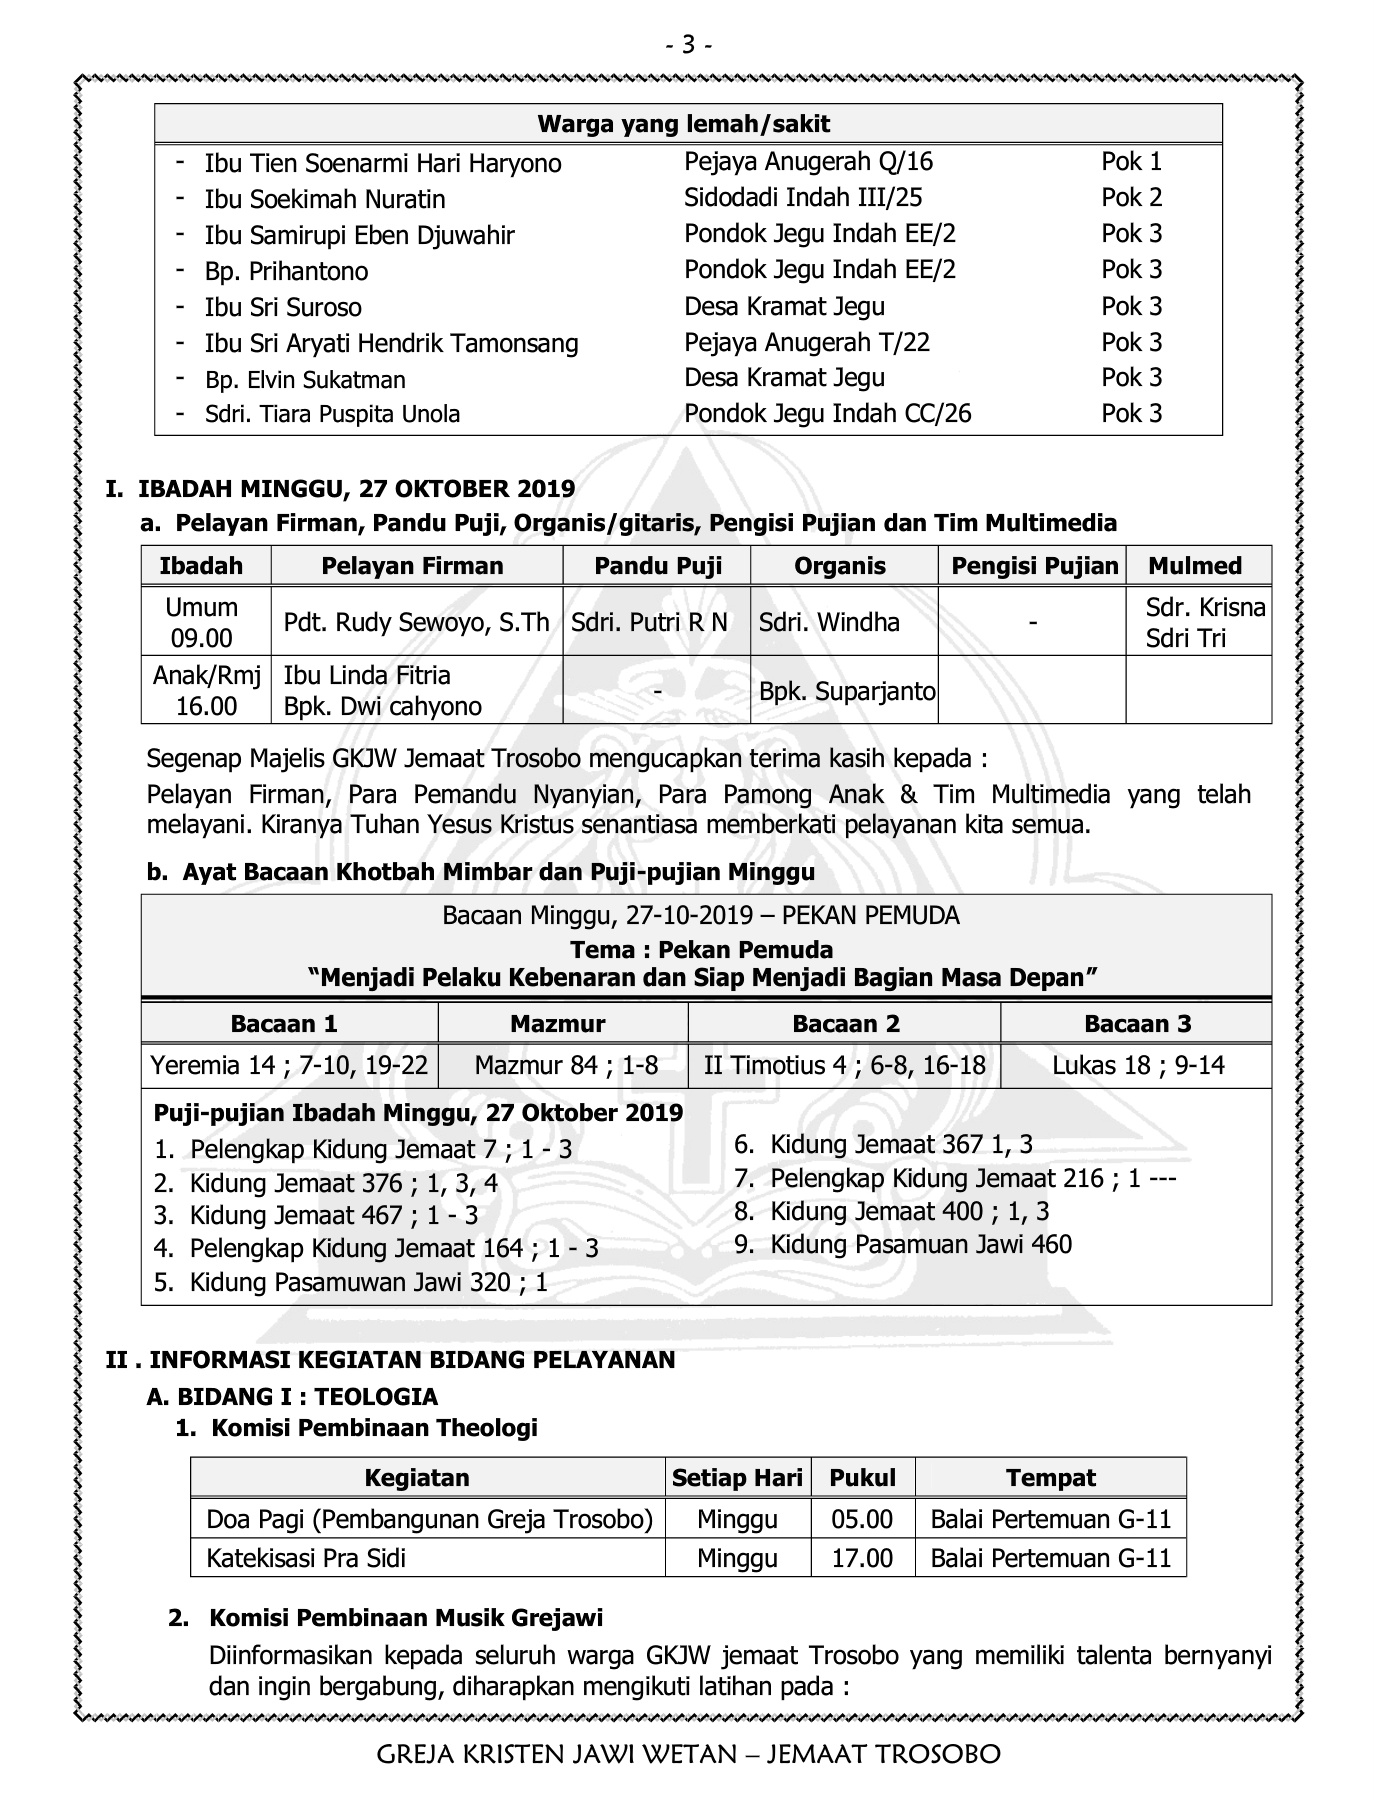 - 3 -
Warga yang lemah/sakit
- Ibu Tien Soenarmi Hari Haryono Pejaya Anugerah Q/16 Pok 1
- Ibu Soekimah Nuratin Sidodadi Indah III/25 Pok 2
- Ibu Samirupi Eben Djuwahir Pondok Jegu Indah EE/2 Pok 3
- Bp. Prihantono Pondok Jegu Indah EE/2 Pok 3
- Ibu Sri Suroso Desa Kramat Jegu Pok 3
- Ibu Sri Aryati Hendrik Tamonsang Pejaya Anugerah T/22 Pok 3
- Bp. Elvin Sukatman Desa Kramat Jegu Pok 3
- Sdri. Tiara Puspita Unola Pondok Jegu Indah CC/26 Pok 3
I. IBADAH MINGGU, 27 OKTOBER 2019
a. Pelayan Firman, Pandu Puji, Organis/gitaris, Pengisi Pujian dan Tim Multimedia
Ibadah Pelayan Firman Pandu Puji Organis Pengisi Pujian Mulmed
Umum 09.00 Pdt. Rudy Sewoyo, S.Th Sdri. Putri R N Sdri. Windha - Sdr. Krisna Sdri Tri
Anak/Rmj 16.00 Ibu Linda Fitria Bpk. Dwi cahyono - Bpk. Suparjanto
Segenap Majelis GKJW Jemaat Trosobo mengucapkan terima kasih kepada :
Pelayan Firman, Para Pemandu Nyanyian, Para Pamong Anak & Tim Multimedia yang telah
melayani. Kiranya Tuhan Yesus Kristus senantiasa memberkati pelayanan kita semua.
b. Ayat Bacaan Khotbah Mimbar dan Puji-pujian Minggu
Bacaan Minggu, 27-10-2019 – PEKAN PEMUDA
Tema : Pekan Pemuda
“Menjadi Pelaku Kebenaran dan Siap Menjadi Bagian Masa Depan”
Bacaan 1 Mazmur Bacaan 2 Bacaan 3
Yeremia 14 ; 7-10, 19-22 Mazmur 84 ; 1-8 II Timotius 4 ; 6-8, 16-18 Lukas 18 ; 9-14
Puji-pujian Ibadah Minggu, 27 Oktober 2019
1. Pelengkap Kidung Jemaat 7 ; 1 - 3
2. Kidung Jemaat 376 ; 1, 3, 4
3. Kidung Jemaat 467 ; 1 - 3
4. Pelengkap Kidung Jemaat 164 ; 1 - 3
5. Kidung Pasamuwan Jawi 320 ; 1
6. Kidung Jemaat 367 1, 3
7. Pelengkap Kidung Jemaat 216 ; 1 ---
8. Kidung Jemaat 400 ; 1, 3
9. Kidung Pasamuan Jawi 460
II . INFORMASI KEGIATAN BIDANG PELAYANAN
A. BIDANG I : TEOLOGIA
1. Komisi Pembinaan Theologi
Kegiatan Setiap Hari Pukul Tempat
Doa Pagi (Pembangunan Greja Trosobo) Minggu 05.00 Balai Pertemuan G-11
Katekisasi Pra Sidi Minggu 17.00 Balai Pertemuan G-11
2. Komisi Pembinaan Musik Grejawi
Diinformasikan kepada seluruh warga GKJW jemaat Trosobo yang memiliki talenta bernyanyi
dan ingin bergabung, diharapkan mengikuti latihan pada :
GREJA KRISTEN JAWI WETAN – JEMAAT TROSOBO